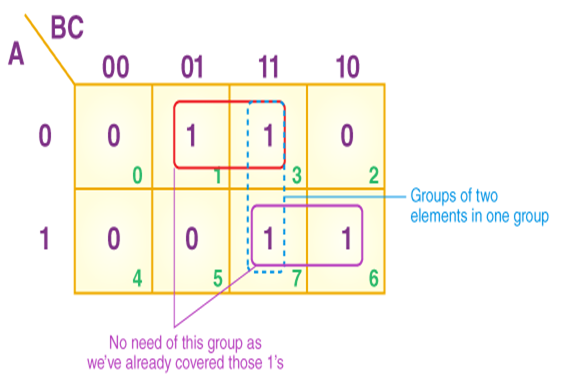 BC
A
00 01 11 10
0 0 1 1 0
0 1 3 2
Groups of two
elements in one group
1 0 0 1 1
4 5 7 6
No need of this group as
we've already covered those 1's